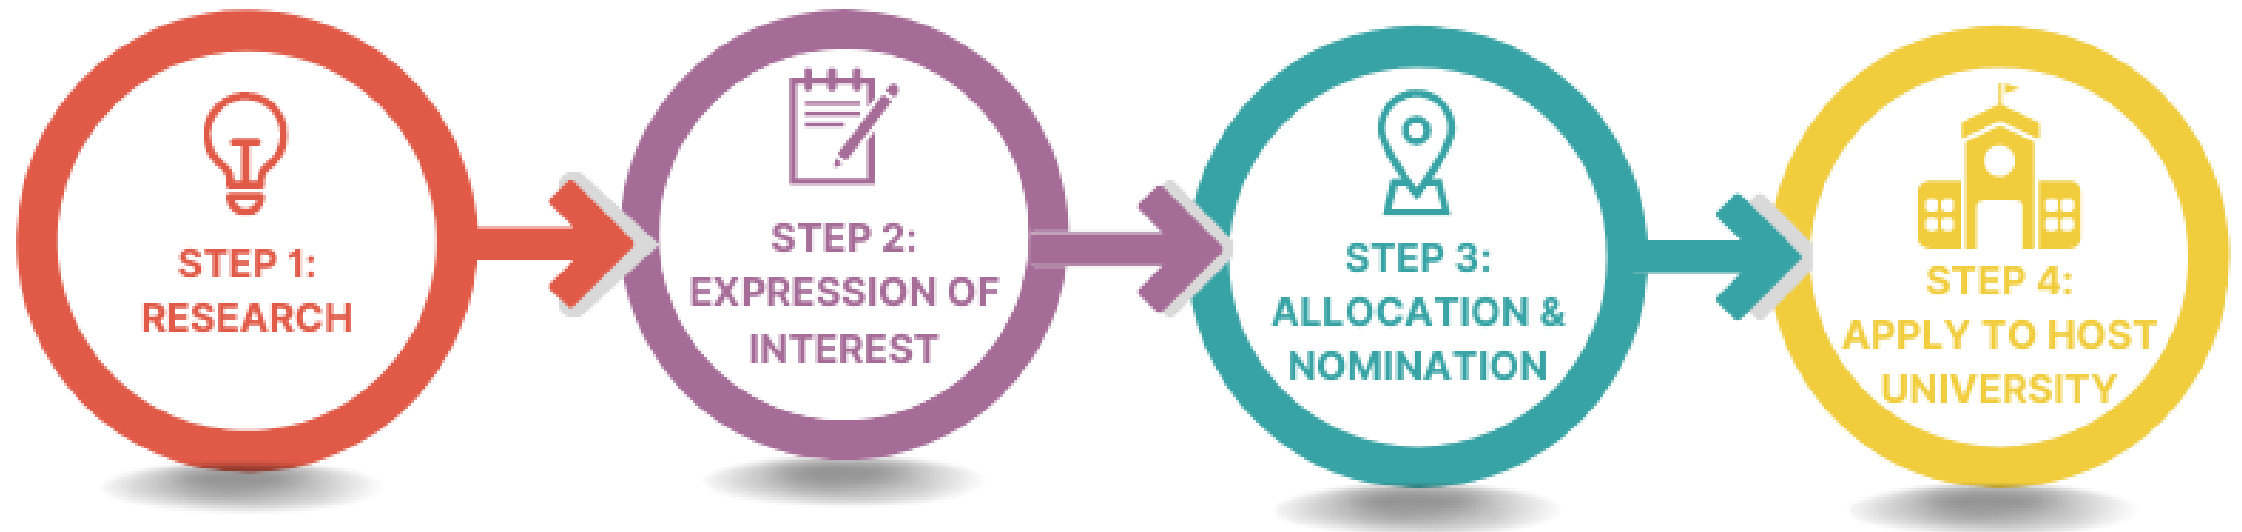 STEP 1:
RESEARCH
STEP 2:
EXPRESSION OF
INTEREST
STEP 3:
ALLOCATION &
NOMINATION
STEP 4:
APPLY TO HOST
UNIVERSITY